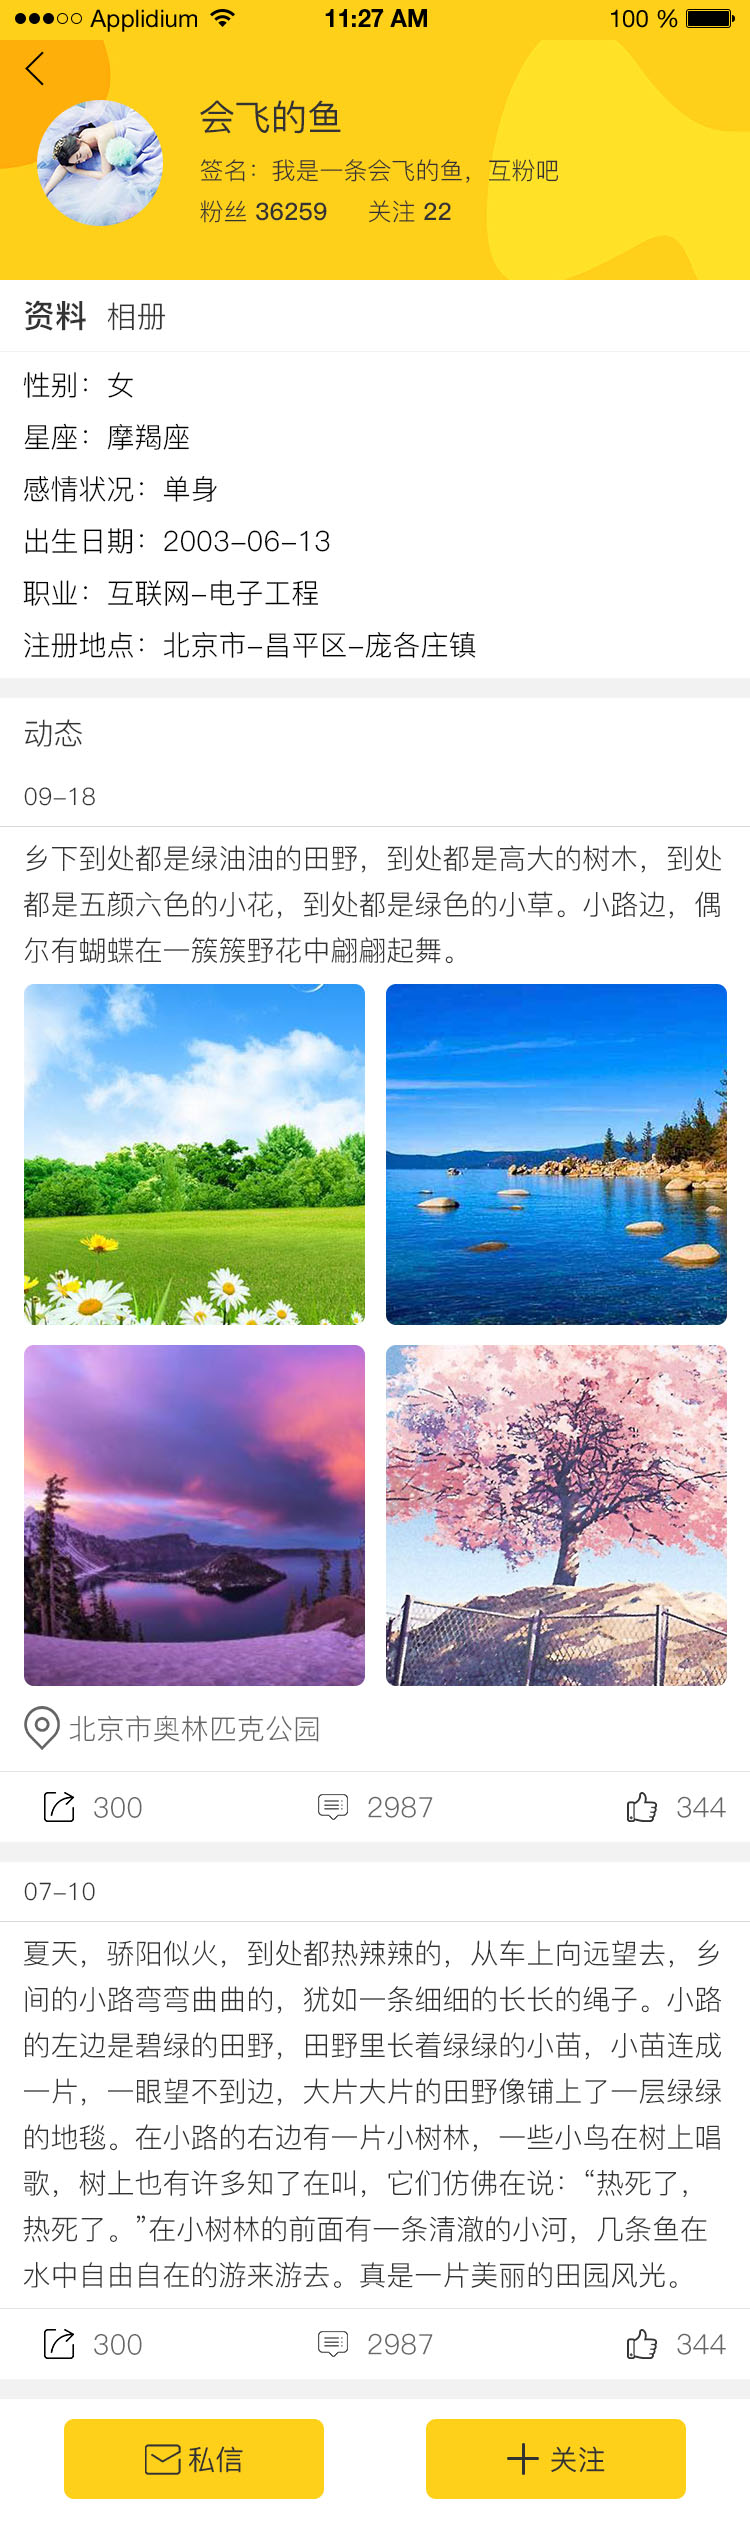 Applidium 11:27 AM 100 %
会飞的鱼
签名：我是一条会飞的鱼，互粉吧
粉丝 36259 关注 22
资料 相册
性别：女
星座：摩羯座
感情状况：单身
出生日期：2003-06-13
职业：互联网-电子工程
注册地点：北京市-昌平区-庞各庄镇
动态
09-18
乡下到处都是绿油油的田野，到处都是高大的树木，到处
都是五颜六色的小花，到处都是绿色的小草。小路边，偶
尔有蝴蝶在一簇簇野花中翩翩起舞。
北京市奥林匹克公园
300 2987 344
07-10
夏天，骄阳似火，到处都热辣辣的，从车上向远望去，乡
间的小路弯弯曲曲的，犹如一条细细的长长的绳子。小路
的左边是碧绿的田野，田野里长着绿绿的小苗，小苗连成
一片，一眼望不到边，大片大片的田野像铺上了一层绿绿
的地毯。在小路的右边有一片小树林，一些小鸟在树上唱
歌，树上也有许多知了在叫，它们仿佛在说：“热死了，
热死了。”在小树林的前面有一条清澈的小河，几条鱼在
水中自由自在的游来游去。真是一片美丽的田园风光。
300 2987 344
私信 关注